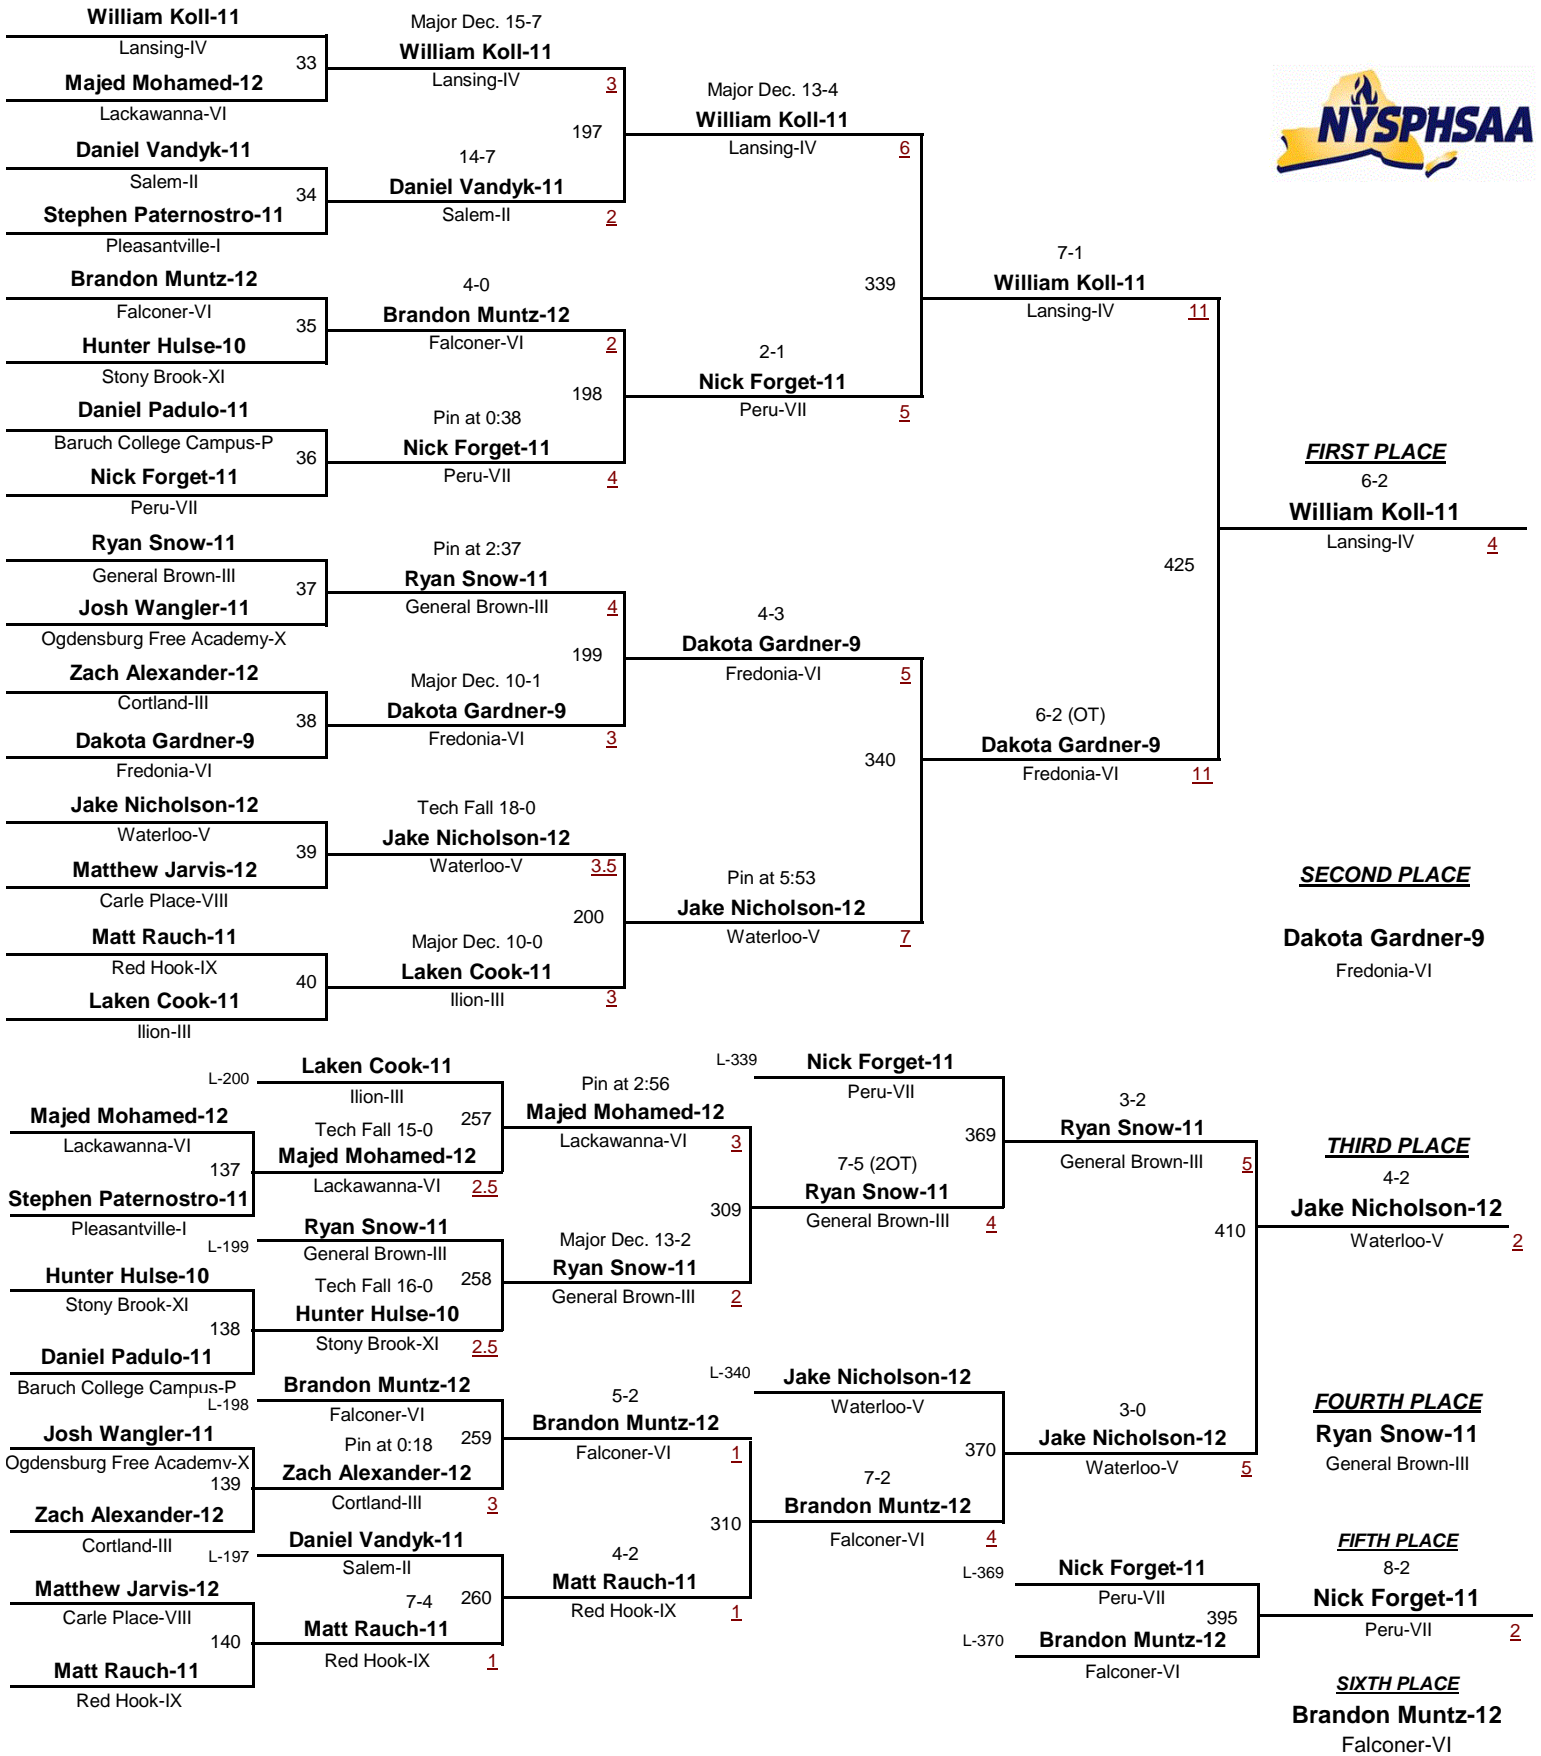 William Koll-11
Lansing-IV
33
Majed Mohamed-12
Lackawanna-VI
Daniel Vandyk-11
Salem-II
34
Stephen Paternostro-11
Pleasantville-I
Brandon Muntz-12
Falconer-VI
35
Hunter Hulse-10
Stony Brook-XI
Daniel Padulo-11
Baruch College Campus-P
36
Nick Forget-11
Peru-VII
Ryan Snow-11
General Brown-III
37
Josh Wangler-11
Ogdensburg Free Academy-X
Zach Alexander-12
Cortland-III
38
Dakota Gardner-9
Fredonia-VI
Jake Nicholson-12
Waterloo-V
39
Matthew Jarvis-12
Carle Place-VIII
Matt Rauch-11
Red Hook-IX
40
Laken Cook-11
Ilion-III
Major Dec. 15-7
William Koll-11
Lansing-IV
3
197
14-7
Daniel Vandyk-11
Salem-II
2
4-0
Brandon Muntz-12
Falconer-VI
2
198
Pin at 0:38
Nick Forget-11
Peru-VII
4
Pin at 2:37
Ryan Snow-11
General Brown-III
4
199
Major Dec. 10-1
Dakota Gardner-9
Fredonia-VI
3
Tech Fall 18-0
Jake Nicholson-12
Waterloo-V
3.5
200
Major Dec. 10-0
Laken Cook-11
Ilion-III
3
Major Dec. 13-4
William Koll-11
Lansing-IV
6
339
2-1
Nick Forget-11
Peru-VII
5
4-3
Dakota Gardner-9
Fredonia-VI
5
340
Pin at 5:53
Jake Nicholson-12
Waterloo-V
7
7-1
William Koll-11
Lansing-IV
11
425
6-2 (OT)
Dakota Gardner-9
Fredonia-VI
11
NYSPHSAA
FIRST PLACE
6-2
William Koll-11
Lansing-IV
4
SECOND PLACE
Dakota Gardner-9
Fredonia-VI
L-200
Laken Cook-11
Ilion-III
257
Majed Mohamed-12
Lackawanna-VI
137
Stephen Paternostro-11
Pleasantville-I
Tech Fall 15-0
Majed Mohamed-12
Lackawanna-VI
2.5
L-199
Ryan Snow-11
General Brown-III
258
Hunter Hulse-10
Stony Brook-XI
138
Daniel Padulo-11
Baruch College Campus-P
Tech Fall 16-0
Hunter Hulse-10
Stony Brook-XI
2.5
L-198
Brandon Muntz-12
Falconer-VI
259
Josh Wangler-11
Ogdensburg Free Academy-X
139
Zach Alexander-12
Cortland-III
Pin at 0:18
Zach Alexander-12
Cortland-III
3
L-197
Daniel Vandyk-11
Salem-II
260
Matthew Jarvis-12
Carle Place-VIII
140
Matt Rauch-11
Red Hook-IX
7-4
Matt Rauch-11
Red Hook-IX
1
Pin at 2:56
Majed Mohamed-12
Lackawanna-VI
3
309
Major Dec. 13-2
Ryan Snow-11
General Brown-III
2
5-2
Brandon Muntz-12
Falconer-VI
1
310
4-2
Matt Rauch-11
Red Hook-IX
1
L-339
Nick Forget-11
Peru-VII
369
7-5 (2OT)
Ryan Snow-11
General Brown-III
4
L-340
Jake Nicholson-12
Waterloo-V
370
7-2
Brandon Muntz-12
Falconer-VI
4
3-2
Ryan Snow-11
General Brown-III
5
410
3-0
Jake Nicholson-12
Waterloo-V
5
THIRD PLACE
4-2
Jake Nicholson-12
Waterloo-V
2
FOURTH PLACE
Ryan Snow-11
General Brown-III
L-369
Nick Forget-11
Peru-VII
395
L-370
Brandon Muntz-12
Falconer-VI
FIFTH PLACE
8-2
Nick Forget-11
Peru-VII
2
SIXTH PLACE
Brandon Muntz-12
Falconer-VI